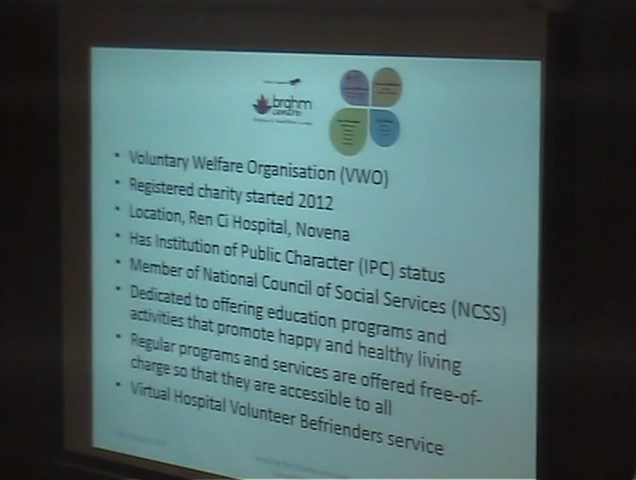 brahm
centre
• Voluntary Welfare Organisation (VWO)
• Registered charity started 2012
• Location, Ren Ci Hospital, Novena
• Has Institution of Public Character (IPC) status
• Member of National Council of Social Services (NCSS)
• Dedicated to offering education programs and
activities that promote happy and healthy living
• Regular programs and services are offered free-of-
charge so that they are accessible to all
• Virtual Hospital Volunteer Befrienders service